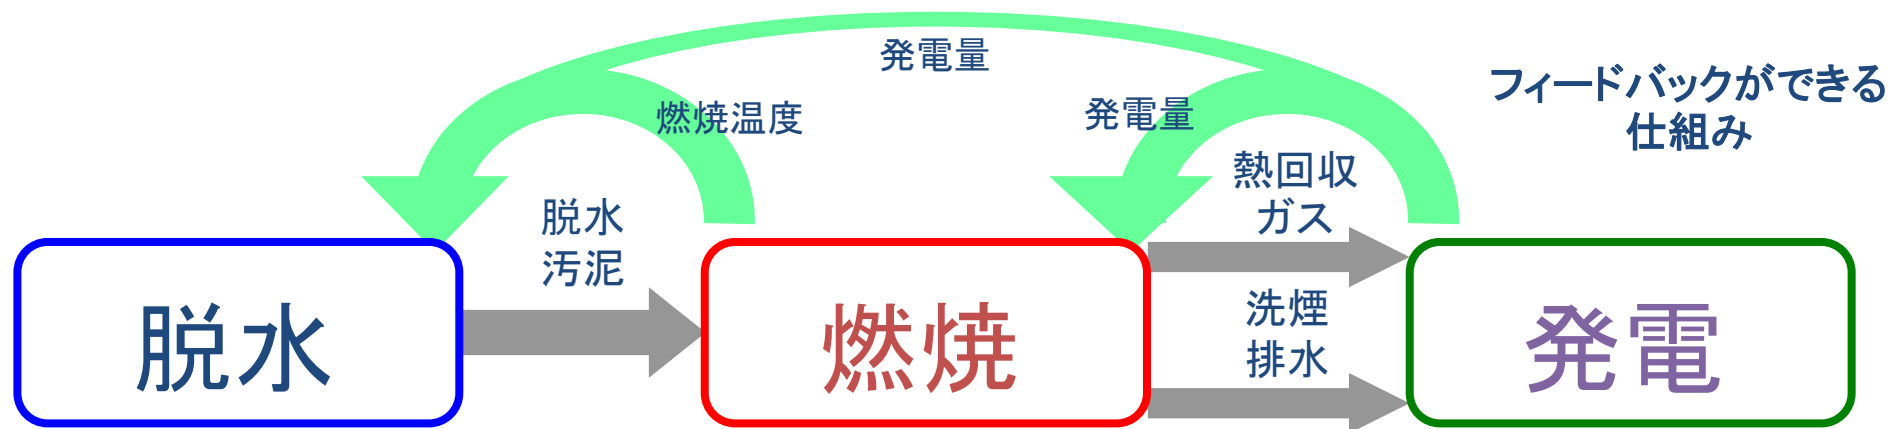 発電量
フィードバックができる
仕組み
燃焼温度
発電量
熱回収
ガス
脱水
汚泥
洗煙
排水
脱水
燃焼
発電